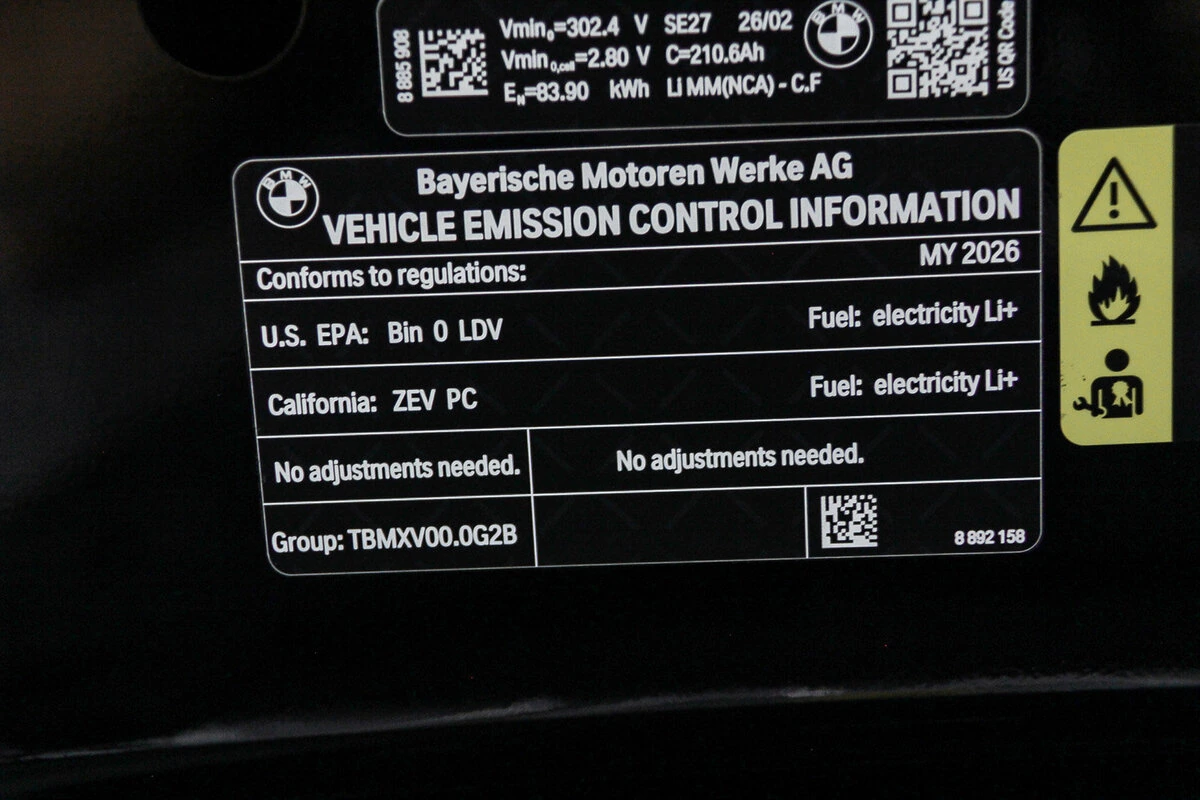 8 885 908
Vmin0=302.4 V SE27 26/02
Vmin0,cell=2.80 V C=210.6Ah
EN=83.90 kWh Li MM(NCA) - C.F
BMW
US QR Code
BMW
Bayerische Motoren Werke AG
VEHICLE EMISSION CONTROL INFORMATION
Conforms to regulations: MY 2026
U.S. EPA: Bin 0 LDV Fuel: electricity Li+
California: ZEV PC Fuel: electricity Li+
No adjustments needed. No adjustments needed.
Group: TBMXV00.0G2B
8 892 158